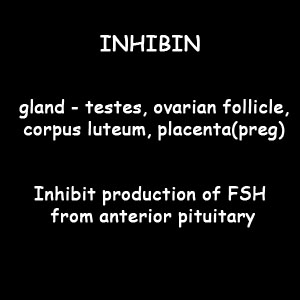 INHIBIN
gland - testes, ovarian follicle,
corpus luteum, placenta(preg)
Inhibit production of FSH
from anterior pituitary